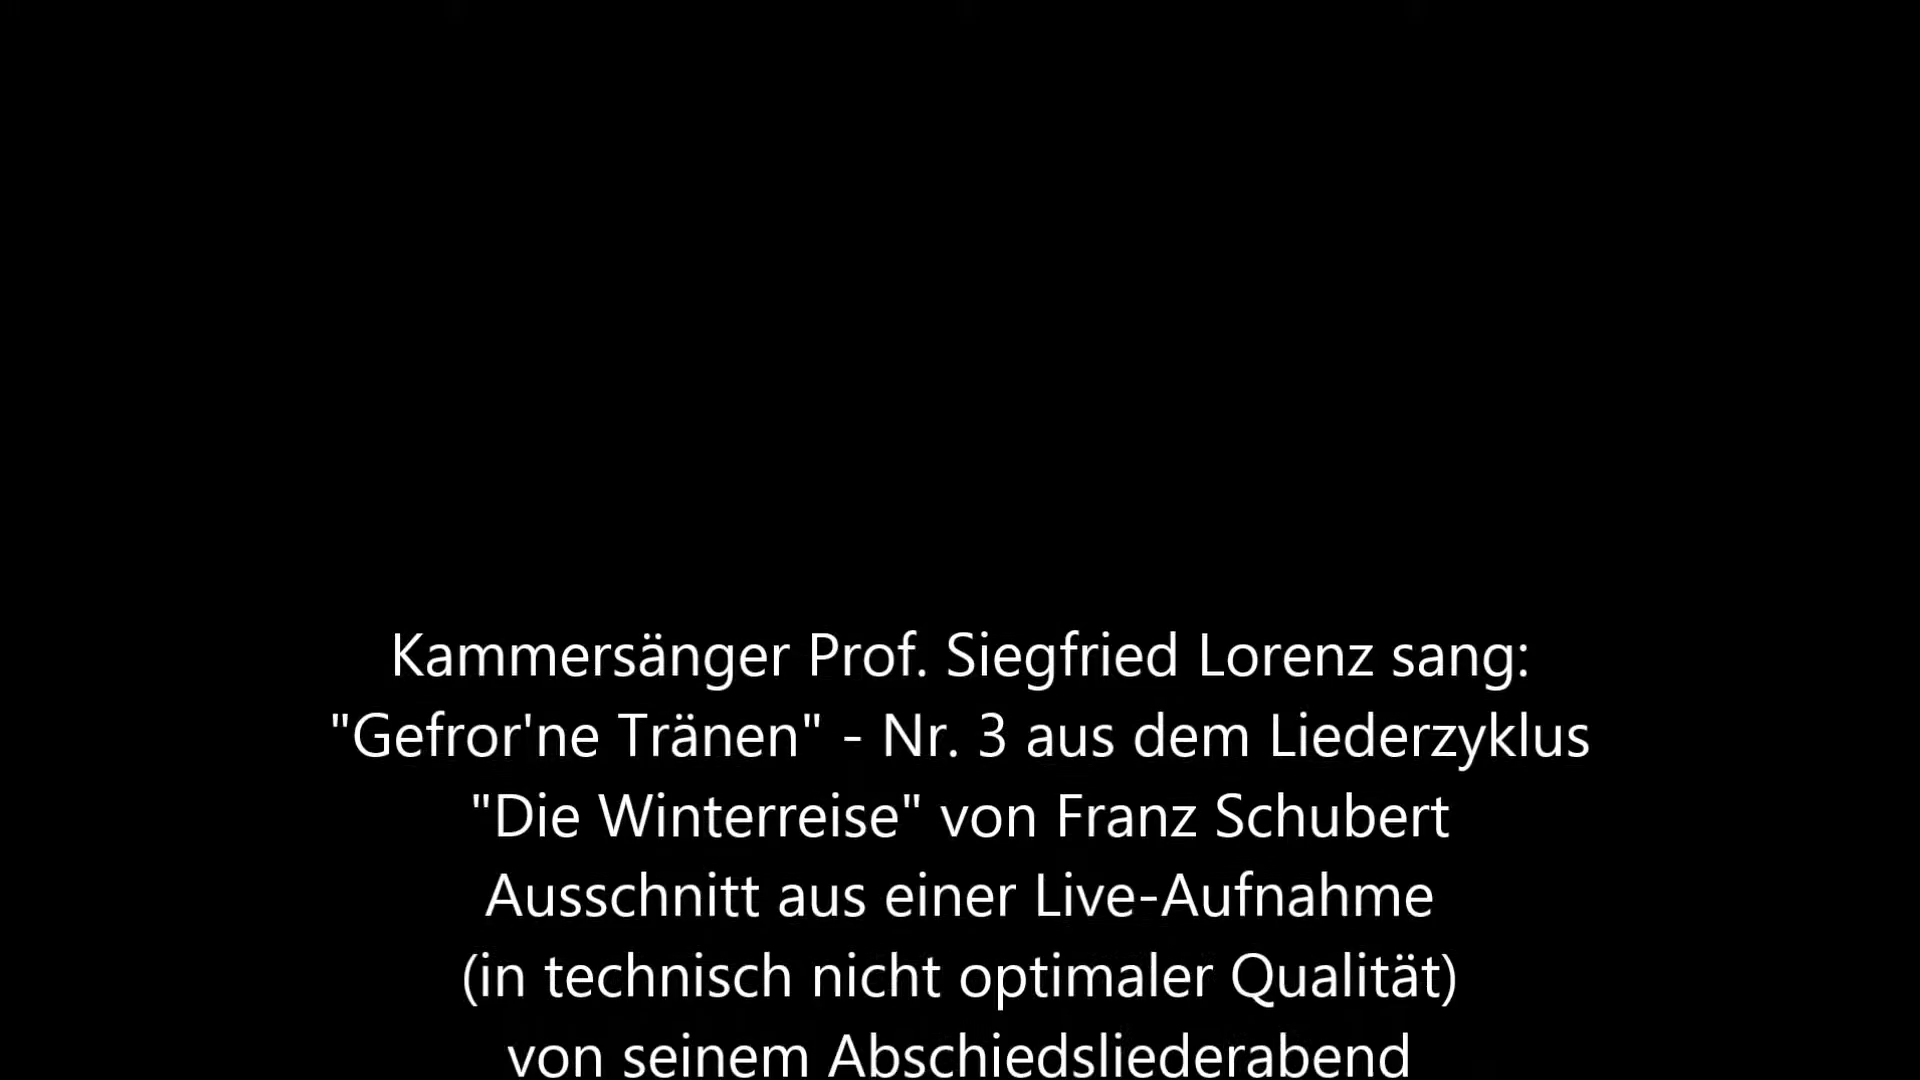 Kammersänger Prof. Siegfried Lorenz sang:
"Gefror'ne Tränen" - Nr. 3 aus dem Liederzyklus
"Die Winterreise" von Franz Schubert
Ausschnitt aus einer Live-Aufnahme
(in technisch nicht optimaler Qualität)
von seinem Abschiedsliederabend